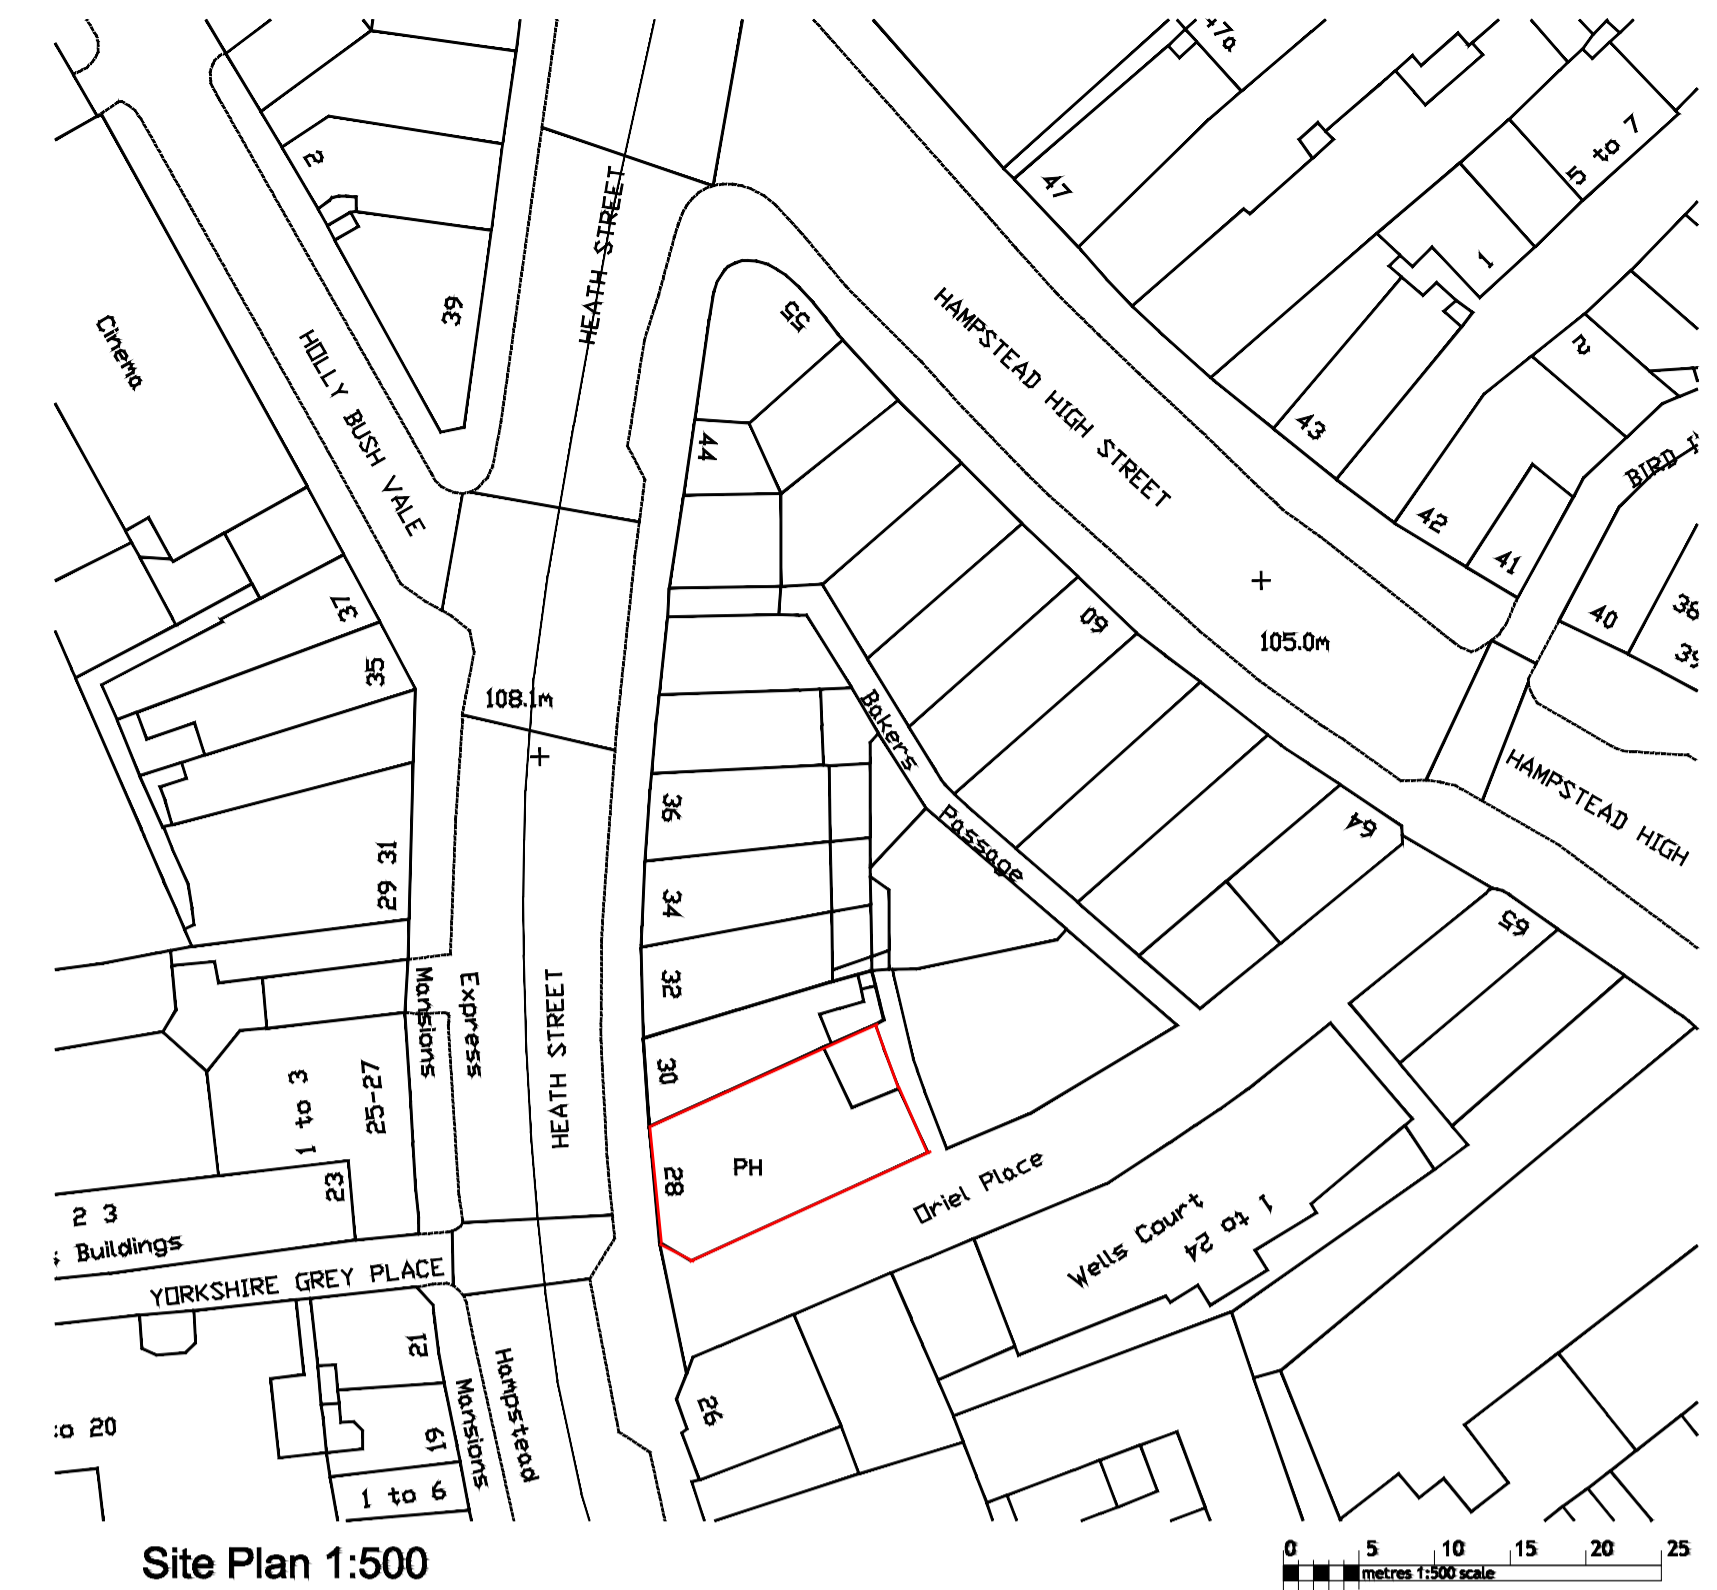 47a
5 to 7
47
1
2
39
HEATH STREET
55
HAMPSTEAD HIGH STREET
Cinema
HOLLY BUSH VALE
44
43
2
42
41
BIRD
40
38
37
35
108.1m
60
105.0m
Bakers
Passage
HAMPSTEAD HIGH
36
64
29 31
34
65
32
Mansions
Express
HEATH STREET
30
1 to 3
25-27
28
PH
23
2 3
Buildings
Oriel Place
Wells Court
1 to 24
YORKSHIRE GREY PLACE
21
Hampstead
Mansions
26
to 20
19
1 to 6
Site Plan 1:500
0 5 10 15 20 25
metres 1:500 scale